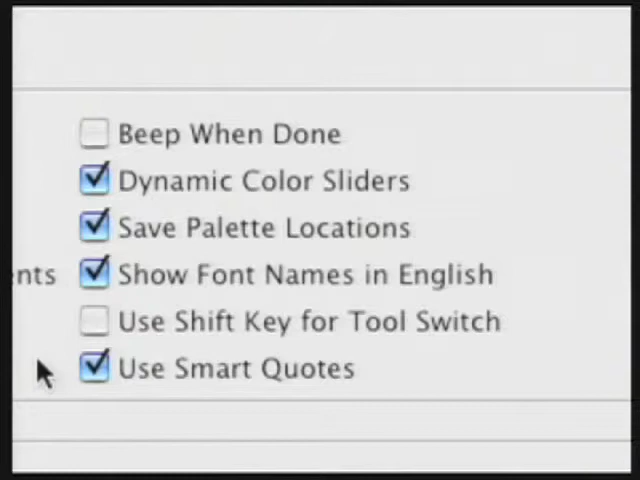 Beep When Done
Dynamic Color Sliders
Save Palette Locations
nts Show Font Names in English
Use Shift Key for Tool Switch
Use Smart Quotes